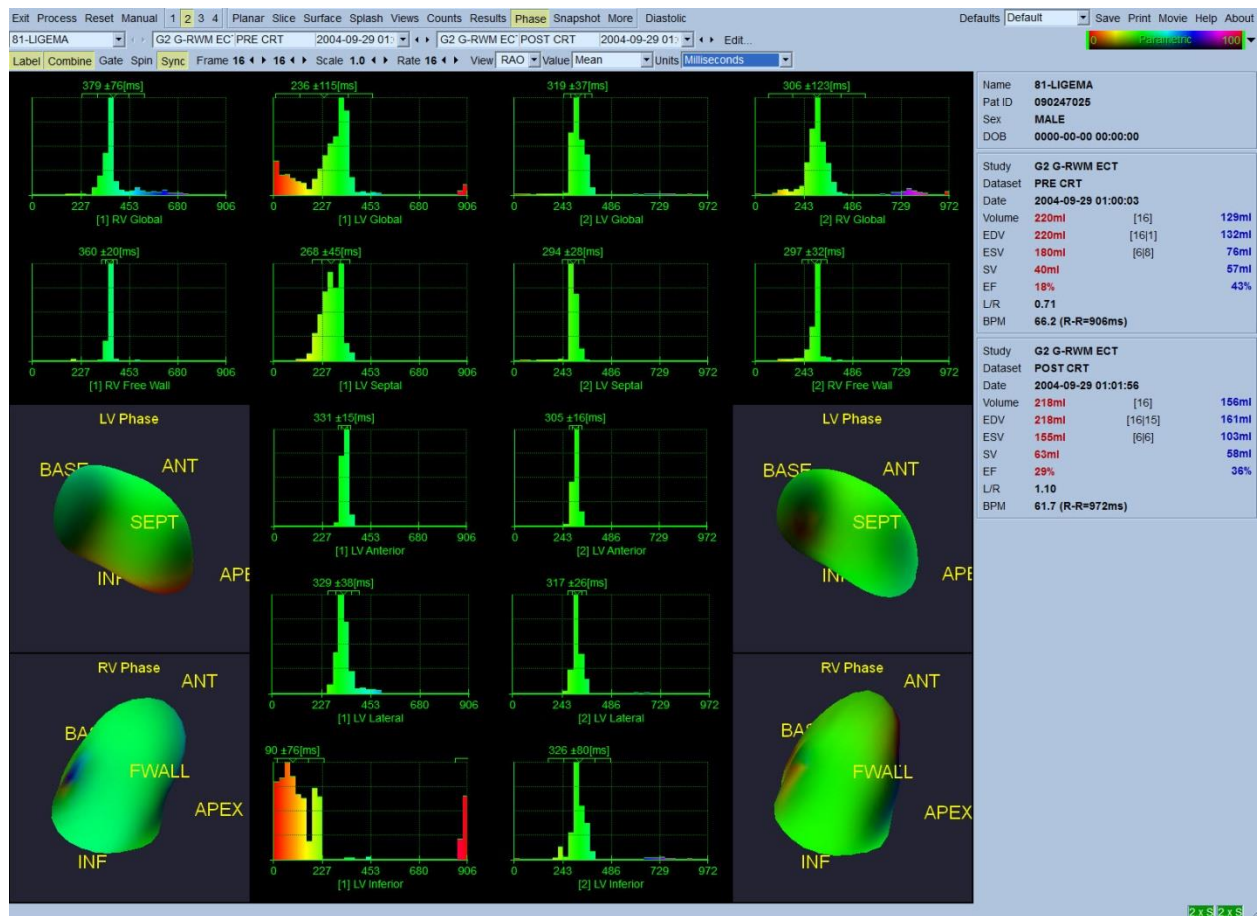 Exit Process Reset Manual 1 2 3 4 Planar Slice Surface Splash Views Counts Results Phase Snapshot More Diastolic Defaults Default Save Print Movie Help About
81-LIGEMA G2 G-RWM EC PRE CRT 2004-09-29 01: G2 G-RWM EC POST CRT 2004-09-29 01: Edit... 0 Parametric 100
Label Combine Gate Spin Sync Frame 16 16 Scale 1.0 Rate 16 View RAO Value Mean Units Milliseconds
379 ±76[ms] 236 ±115[ms] 319 ±37[ms] 306 ±123[ms]
0 227 453 680 906 0 227 453 680 906 0 243 486 729 972 0 243 486 729 972
[1] RV Global [1] LV Global [2] LV Global [2] RV Global
360 ±20[ms] 268 ±45[ms] 294 ±28[ms] 297 ±32[ms]
0 227 453 680 906 0 227 453 680 906 0 243 486 729 972 0 243 486 729 972
[1] RV Free Wall [1] LV Septal [2] LV Septal [2] RV Free Wall
LV Phase
BASE ANT
SEPT
INF APE
331 ±15[ms] 305 ±16[ms]
0 227 453 680 906 0 243 486 729 972
[1] LV Anterior [2] LV Anterior
LV Phase
BASE ANT
SEPT
INF APE
329 ±38[ms] 317 ±26[ms]
0 227 453 680 906 0 243 486 729 972
[1] LV Lateral [2] LV Lateral
RV Phase
ANT
BAS
FWALL
APEX
INF
90 ±76[ms] 326 ±80[ms]
0 227 453 680 906 0 243 486 729 972
[1] LV Inferior [2] LV Inferior
RV Phase
ANT
BAS
FWALL
APEX
INF
Name 81-LIGEMA
Pat ID 090247025
Sex MALE
DOB 0000-00-00 00:00:00
Study G2 G-RWM ECT
Dataset PRE CRT
Date 2004-09-29 01:00:03
Volume 220ml [16] 129ml
EDV 220ml [16|1] 132ml
ESV 180ml [6|8] 76ml
SV 40ml 57ml
EF 18% 43%
L/R 0.71
BPM 66.2 (R-R=906ms)
Study G2 G-RWM ECT
Dataset POST CRT
Date 2004-09-29 01:01:56
Volume 218ml [16] 156ml
EDV 218ml [16|15] 161ml
ESV 155ml [6|6] 103ml
SV 63ml 58ml
EF 29% 36%
L/R 1.10
BPM 61.7 (R-R=972ms)
2 x S 2 x S